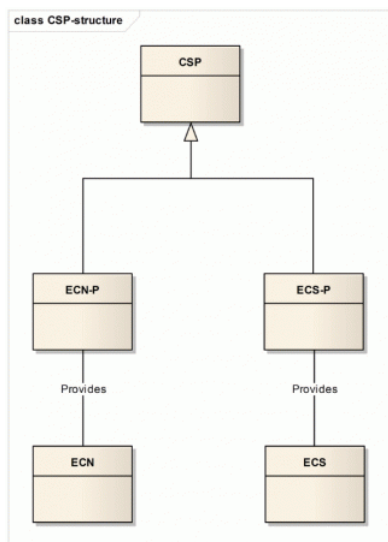 class CSP-structure
CSP
ECN-P
ECS-P
Provides
Provides
ECN
ECS